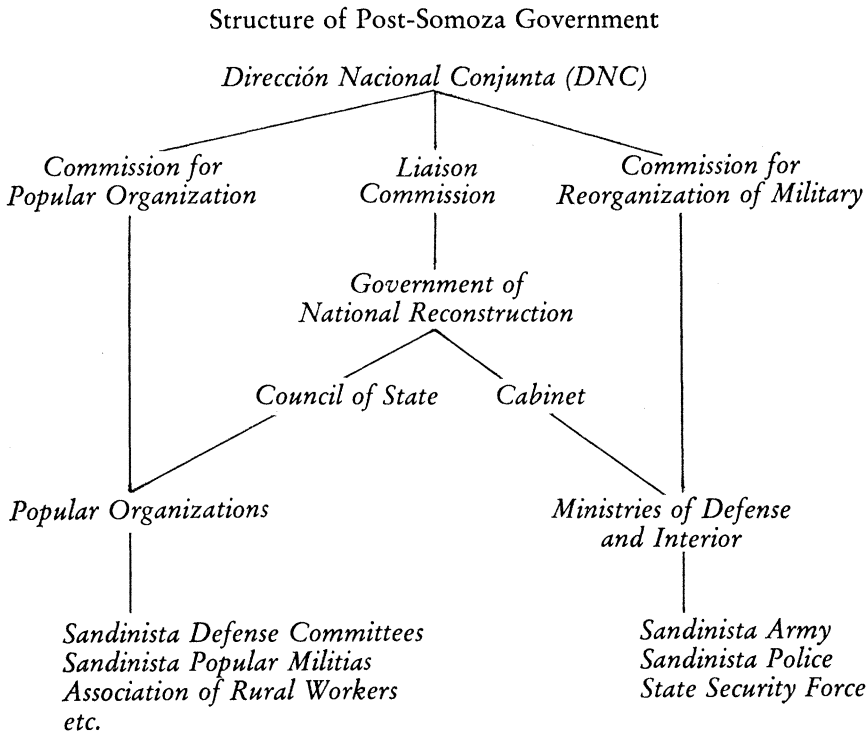 Structure of Post-Somoza Government
Dirección Nacional Conjunta (DNC)
Commission for
Popular Organization
Liaison
Commission
Commission for
Reorganization of Military
Government of
National Reconstruction
Council of State
Cabinet
Popular Organizations
Ministries of Defense
and Interior
Sandinista Defense Committees
Sandinista Popular Militias
Association of Rural Workers
etc.
Sandinista Army
Sandinista Police
State Security Force